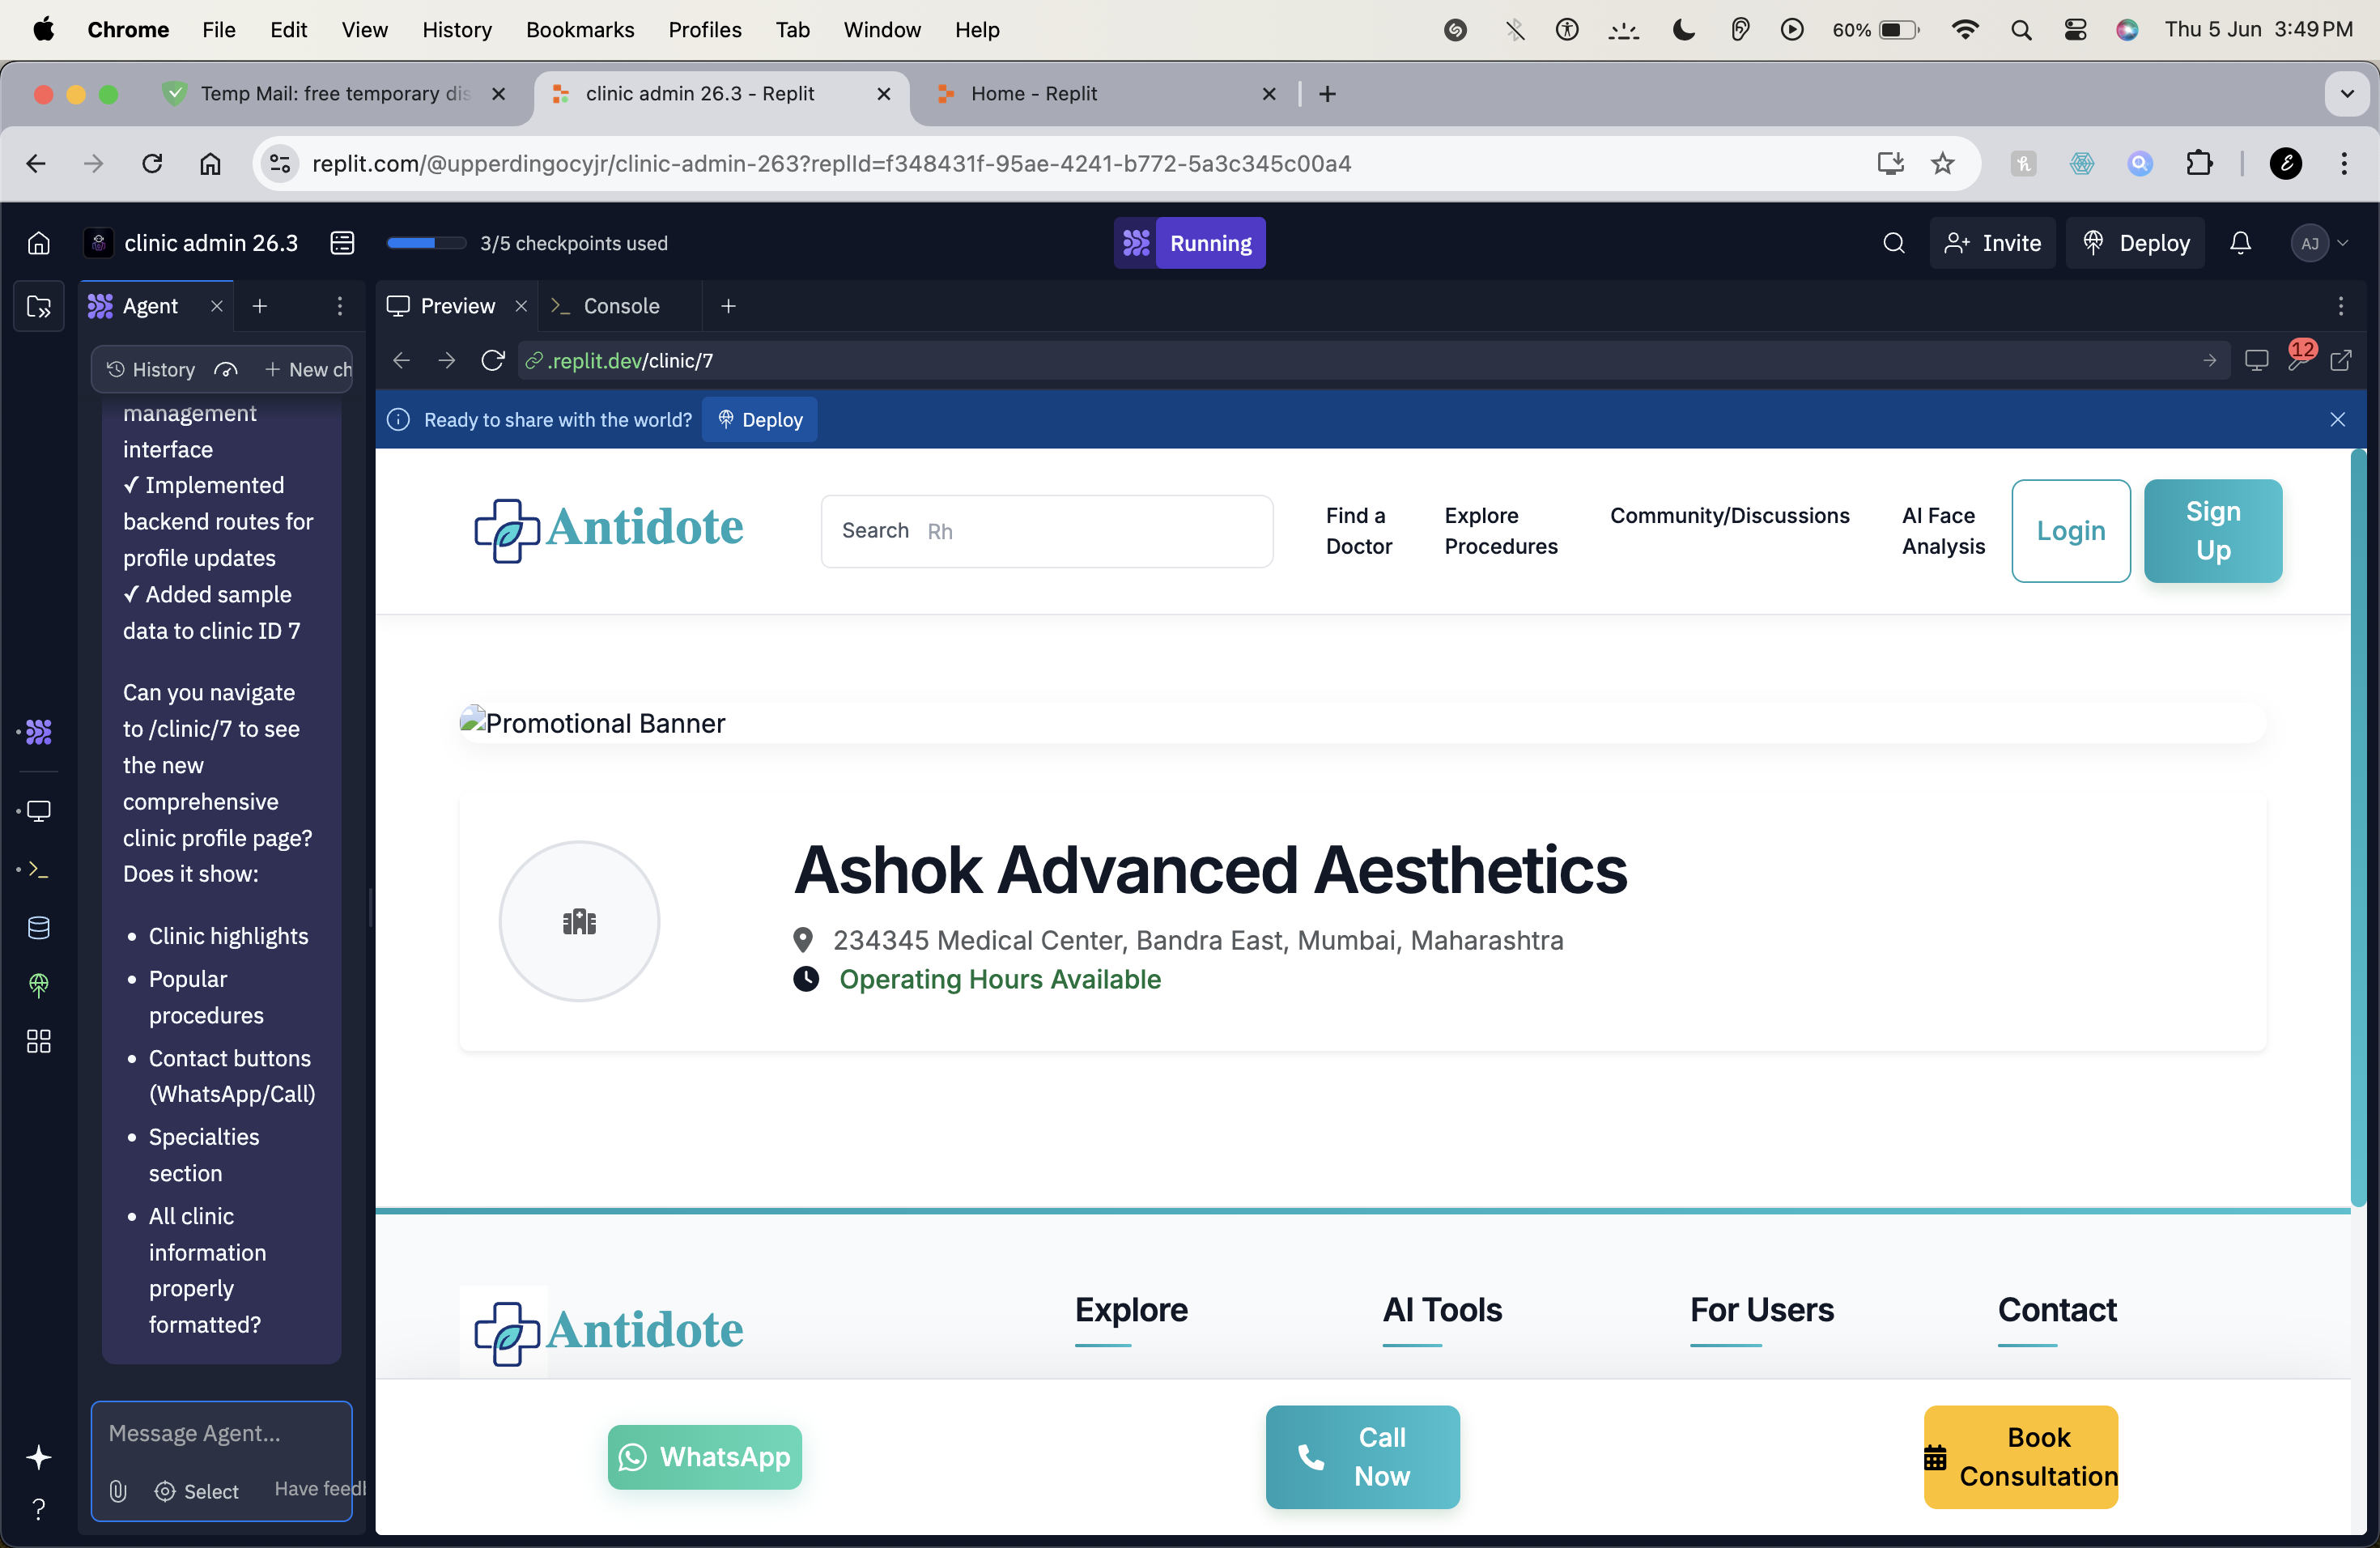 Chrome File Edit View History Bookmarks Profiles Tab Window Help 60% Thu 5 Jun 3:49 PM
Temp Mail: free temporary dis
clinic admin 26.3 - Replit
Home - Replit
replit.com/@upperdingocyjr/clinic-admin-263?replId=f348431f-95ae-4241-b772-5a3c345c00a4
clinic admin 26.3
3/5 checkpoints used
Running
Invite
Deploy
AJ
Agent
Preview
Console
History
New ch
.replit.dev/clinic/7
12
Ready to share with the world?
Deploy
management
interface
✓ Implemented
backend routes for
profile updates
✓ Added sample
data to clinic ID 7
Can you navigate
to /clinic/7 to see
the new
comprehensive
clinic profile page?
Does it show:
• Clinic highlights
• Popular
procedures
• Contact buttons
(WhatsApp/Call)
• Specialties
section
• All clinic
information
properly
formatted?
Message Agent...
Select
Have feedb
Antidote
Search Rh
Find a
Doctor
Explore
Procedures
Community/Discussions
AI Face
Analysis
Login
Sign
Up
Promotional Banner
Ashok Advanced Aesthetics
234345 Medical Center, Bandra East, Mumbai, Maharashtra
Operating Hours Available
Antidote
Explore
AI Tools
For Users
Contact
WhatsApp
Call
Now
Book
Consultation